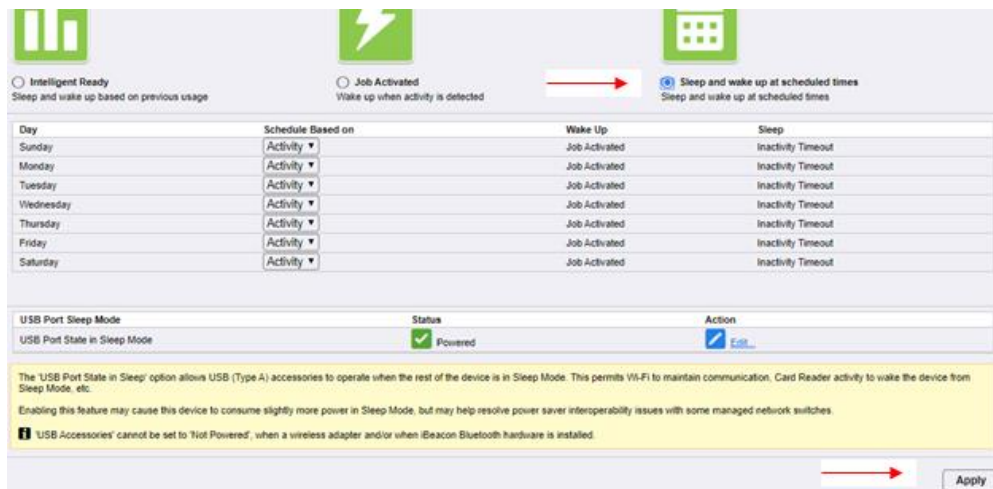 Intelligent Ready
Sleep and wake up based on previous usage
Job Activated
Wake up when activity is detected
Sleep and wake up at scheduled times
Sleep and wake up at scheduled times
Day Schedule Based on Wake Up Sleep
Sunday Activity Job Activated Inactivity Timeout
Monday Activity Job Activated Inactivity Timeout
Tuesday Activity Job Activated Inactivity Timeout
Wednesday Activity Job Activated Inactivity Timeout
Thursday Activity Job Activated Inactivity Timeout
Friday Activity Job Activated Inactivity Timeout
Saturday Activity Job Activated Inactivity Timeout
USB Port Sleep Mode Status Action
USB Port State in Sleep Mode Powered Edit...
The 'USB Port State in Sleep' option allows USB (Type A) accessories to operate when the rest of the device is in Sleep Mode. This permits Wi-Fi to maintain communication, Card Reader activity to wake the device from
Sleep Mode, etc.
Enabling this feature may cause this device to consume slightly more power in Sleep Mode, but may help resolve power saver interoperability issues with some managed network switches.
'USB Accessories' cannot be set to 'Not Powered', when a wireless adapter and/or when iBeacon Bluetooth hardware is installed.
Apply